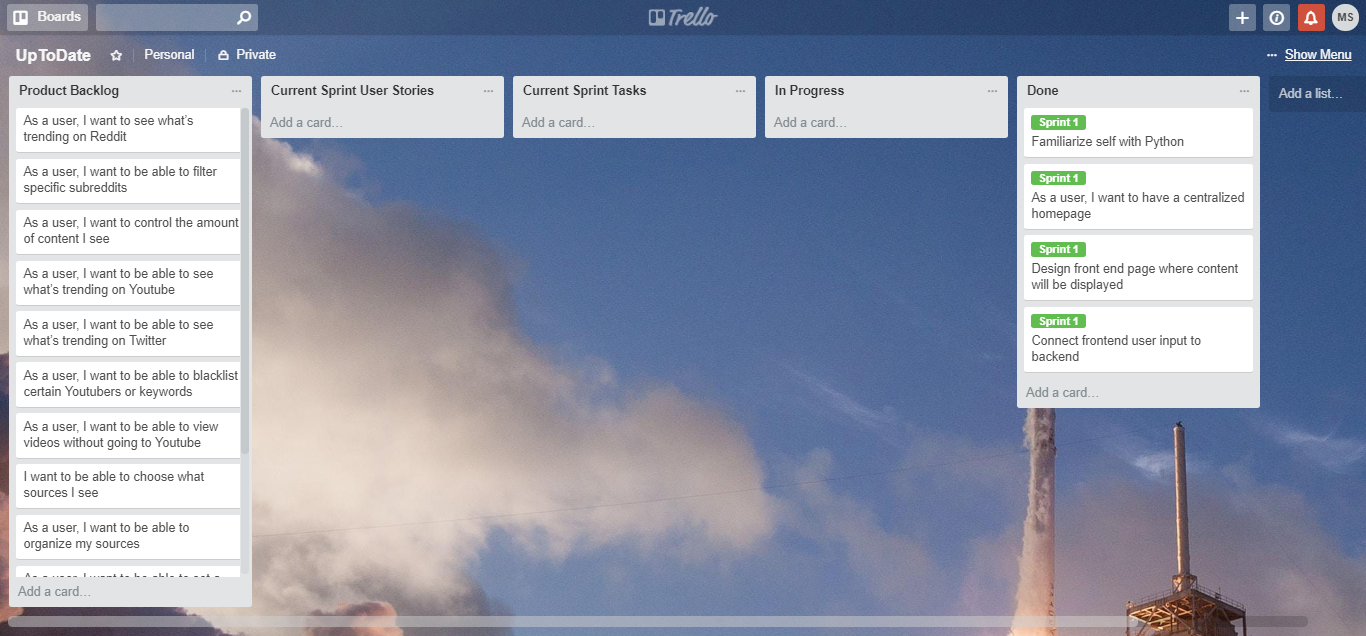 Boards
Trello
MS
UpToDate
Personal
Private
... Show Menu
Product Backlog
...
As a user, I want to see what's
trending on Reddit
As a user, I want to be able to filter
specific subreddits
As a user, I want to control the amount
of content I see
As a user, I want to be able to see
what's trending on Youtube
As a user, I want to be able to see
what's trending on Twitter
As a user, I want to be able to blacklist
certain Youtubers or keywords
As a user, I want to be able to view
videos without going to Youtube
I want to be able to choose what
sources I see
As a user, I want to be able to
organize my sources
As a user, I want to be able to set a
Add a card...
Current Sprint User Stories
...
Add a card...
Current Sprint Tasks
...
Add a card...
In Progress
...
Add a card...
Done
...
Sprint 1
Familiarize self with Python
Sprint 1
As a user, I want to have a centralized
homepage
Sprint 1
Design front end page where content
will be displayed
Sprint 1
Connect frontend user input to
backend
Add a card...
Add a list...